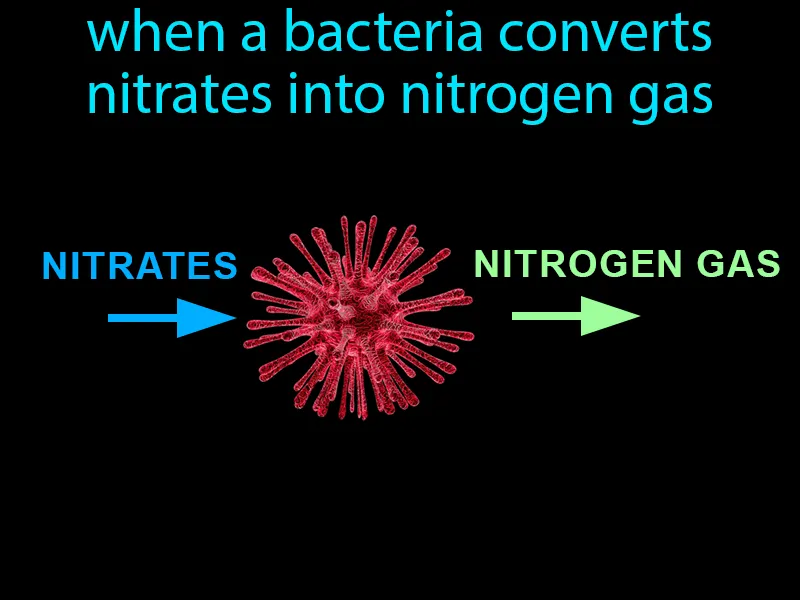 when a bacteria converts
nitrates into nitrogen gas
NITRATES
NITROGEN GAS